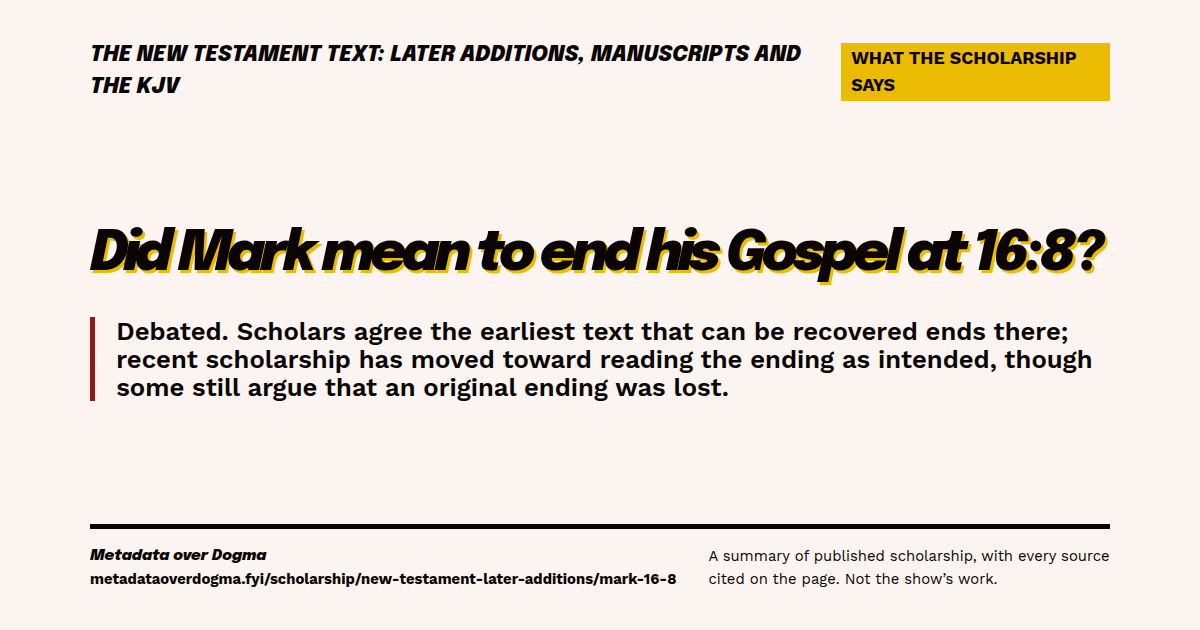 THE NEW TESTAMENT TEXT: LATER ADDITIONS, MANUSCRIPTS AND
THE KJV
WHAT THE SCHOLARSHIP
SAYS
Did Mark mean to end his Gospel at 16:8?
Debated. Scholars agree the earliest text that can be recovered ends there;
recent scholarship has moved toward reading the ending as intended, though
some still argue that an original ending was lost.
Metadata over Dogma
metadataoverdogma.fyi/scholarship/new-testament-later-additions/mark-16-8
A summary of published scholarship, with every source
cited on the page. Not the show’s work.